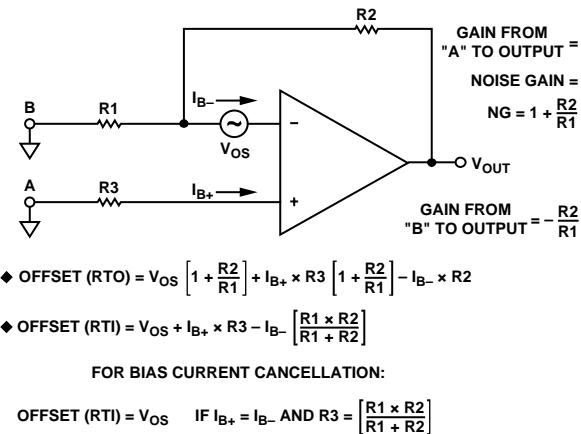 R2
GAIN FROM
"A" TO OUTPUT =
NOISE GAIN =
NG = 1 + R2/R1
B
R1
I_B–
–
~
V_OS
A
R3
I_B+
+
V_OUT
GAIN FROM
"B" TO OUTPUT = – R2/R1
◆ OFFSET (RTO) = V_OS [1 + R2/R1] + I_B+ × R3 [1 + R2/R1] – I_B– × R2
◆ OFFSET (RTI) = V_OS + I_B+ × R3 – I_B– [R1 × R2/R1 + R2]
FOR BIAS CURRENT CANCELLATION:
OFFSET (RTI) = V_OS IF I_B+ = I_B– AND R3 = [R1 × R2/R1 + R2]